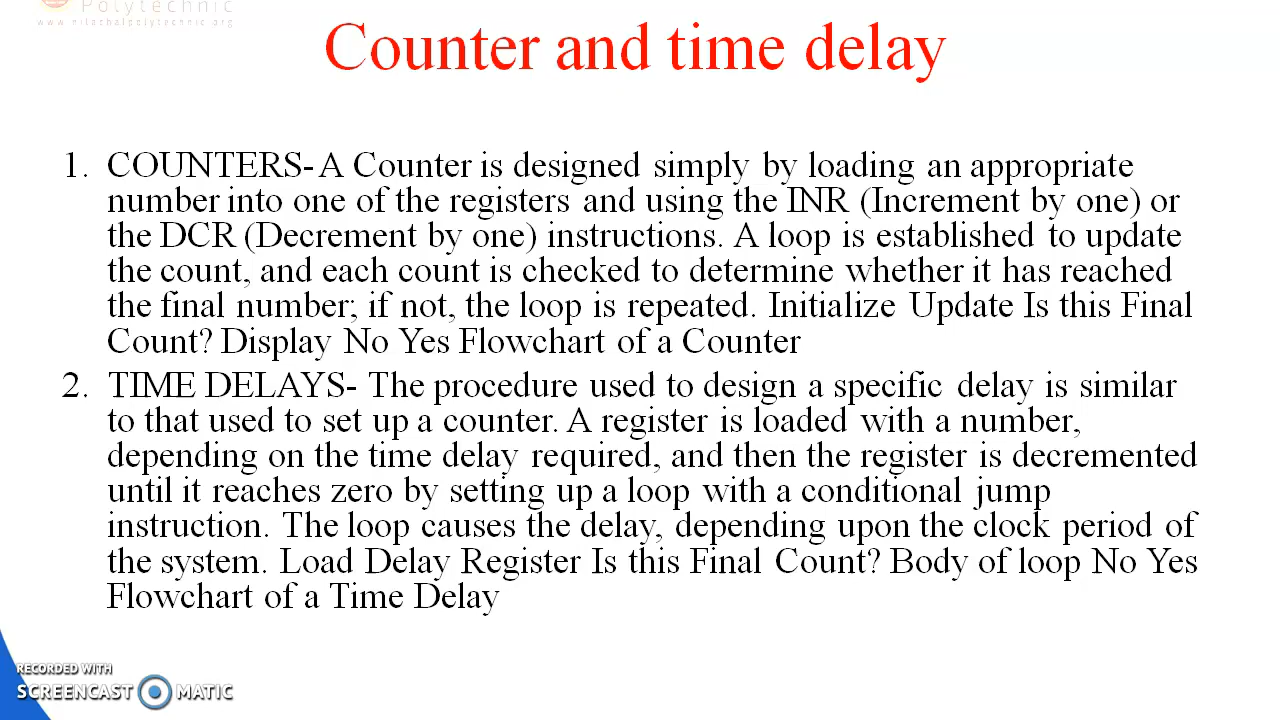 Polytechnic
www.nilachalpolytechnic.org
Counter and time delay
1. COUNTERS- A Counter is designed simply by loading an appropriate
number into one of the registers and using the INR (Increment by one) or
the DCR (Decrement by one) instructions. A loop is established to update
the count, and each count is checked to determine whether it has reached
the final number; if not, the loop is repeated. Initialize Update Is this Final
Count? Display No Yes Flowchart of a Counter
2. TIME DELAYS- The procedure used to design a specific delay is similar
to that used to set up a counter. A register is loaded with a number,
depending on the time delay required, and then the register is decremented
until it reaches zero by setting up a loop with a conditional jump
instruction. The loop causes the delay, depending upon the clock period of
the system. Load Delay Register Is this Final Count? Body of loop No Yes
Flowchart of a Time Delay
RECORDED WITH
SCREENCAST MATIC